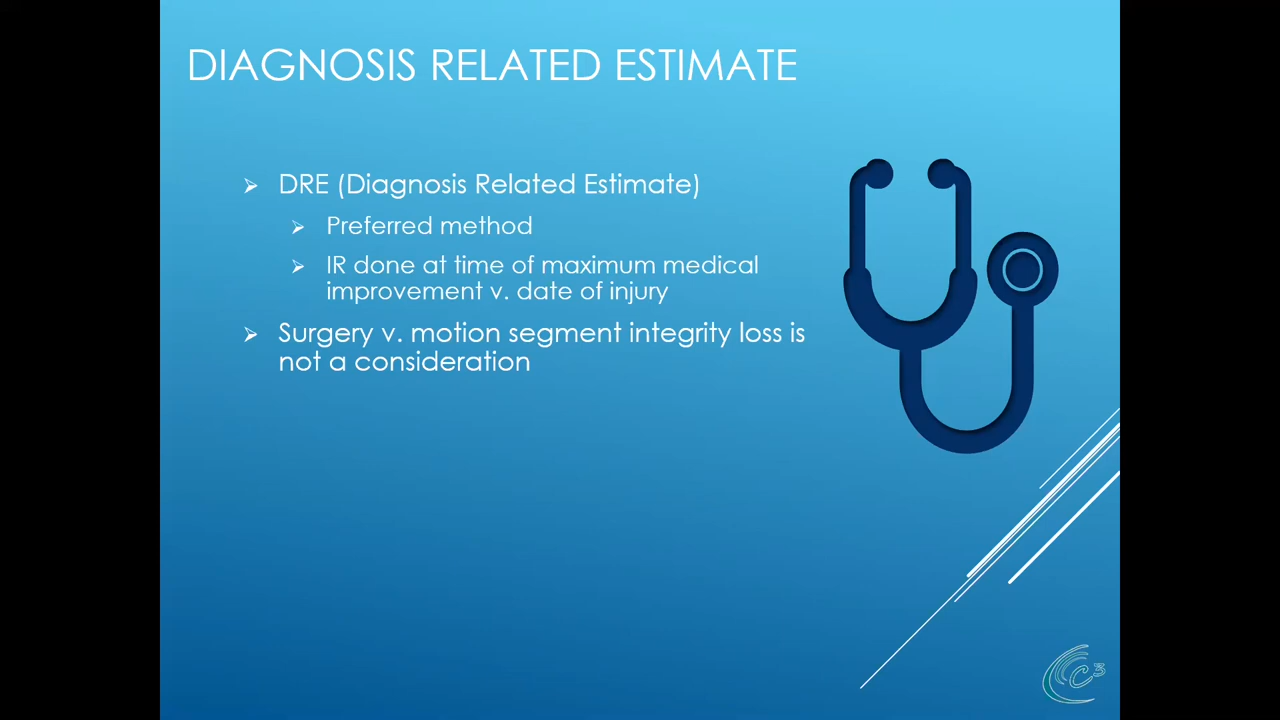 DIAGNOSIS RELATED ESTIMATE
DRE (Diagnosis Related Estimate)
Preferred method
IR done at time of maximum medical
improvement v. date of injury
Surgery v. motion segment integrity loss is
not a consideration
C3